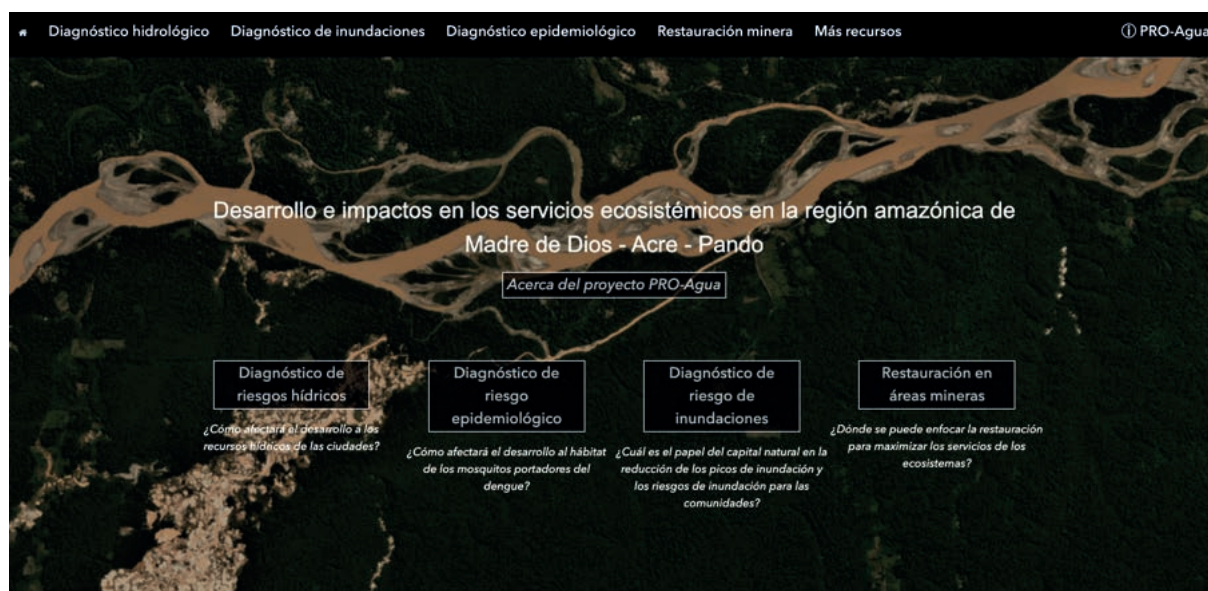 Diagnóstico hidrológico Diagnóstico de inundaciones Diagnóstico epidemiológico Restauración minera Más recursos ⓘ PRO-Agua
Desarrollo e impactos en los servicios ecosistémicos en la región amazónica de
Madre de Dios - Acre - Pando
Acerca del proyecto PRO-Agua
Diagnóstico de
riesgos hídricos
¿Cómo afectará el desarrollo a los
recursos hídricos de las ciudades?
Diagnóstico de
riesgo
epidemiológico
¿Cómo afectará el desarrollo al hábitat
de los mosquitos portadores del
dengue?
Diagnóstico de
riesgo de
inundaciones
¿Cuál es el papel del capital natural en la
reducción de los picos de inundación y
los riesgos de inundación para las
comunidades?
Restauración en
áreas mineras
¿Dónde se puede enfocar la restauración
para maximizar los servicios de los
ecosistemas?